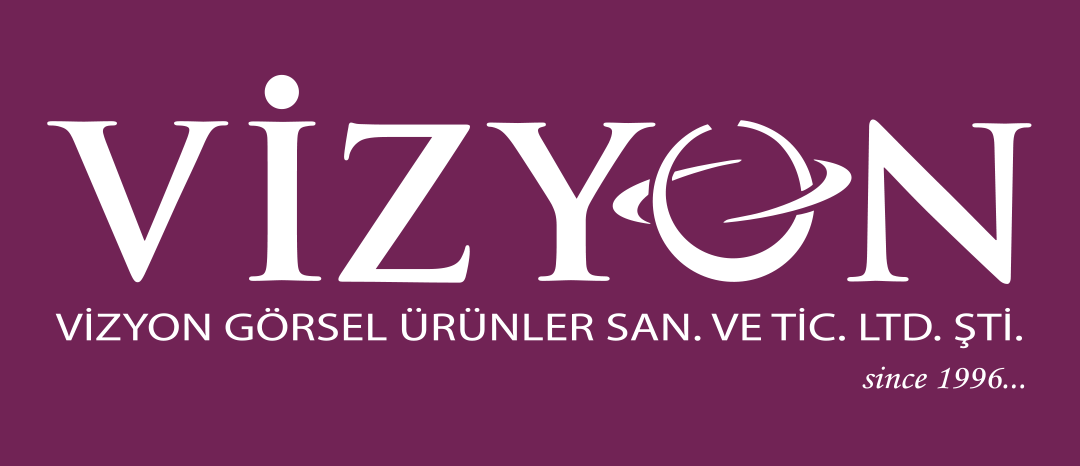 VİZYON
VİZYON GÖRSEL ÜRÜNLER SAN. VE TİC. LTD. ŞTİ.
since 1996...